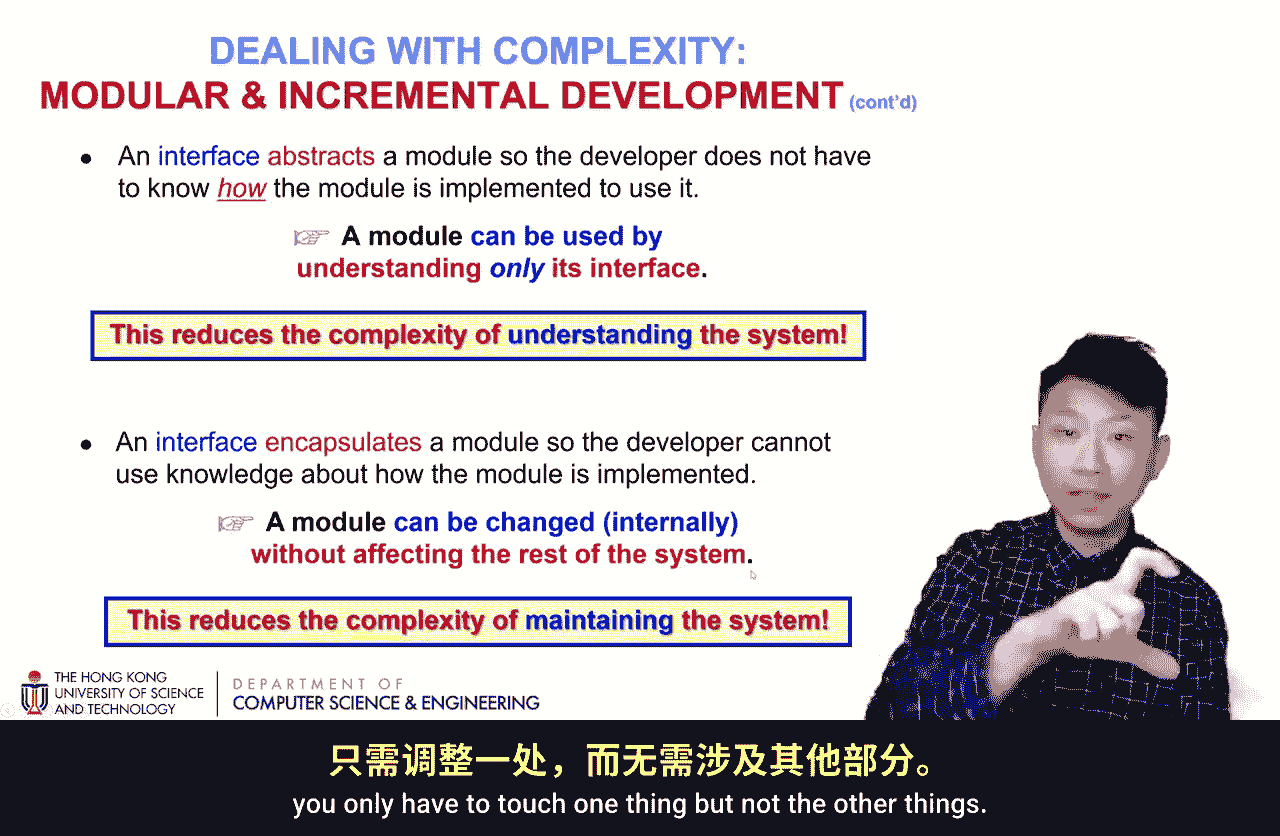 DEALING WITH COMPLEXITY:
MODULAR & INCREMENTAL DEVELOPMENT (cont'd)
● An interface abstracts a module so the developer does not have
to know how the module is implemented to use it.
☞ A module can be used by
understanding only its interface.
This reduces the complexity of understanding the system!
● An interface encapsulates a module so the developer cannot
use knowledge about how the module is implemented.
☞ A module can be changed (internally)
without affecting the rest of the system.
This reduces the complexity of maintaining the system!
THE HONG KONG
UNIVERSITY OF SCIENCE
AND TECHNOLOGY
DEPARTMENT OF
COMPUTER SCIENCE & ENGINEERING
只需调整一处，而无需涉及其他部分。
you only have to touch one thing but not the other things.